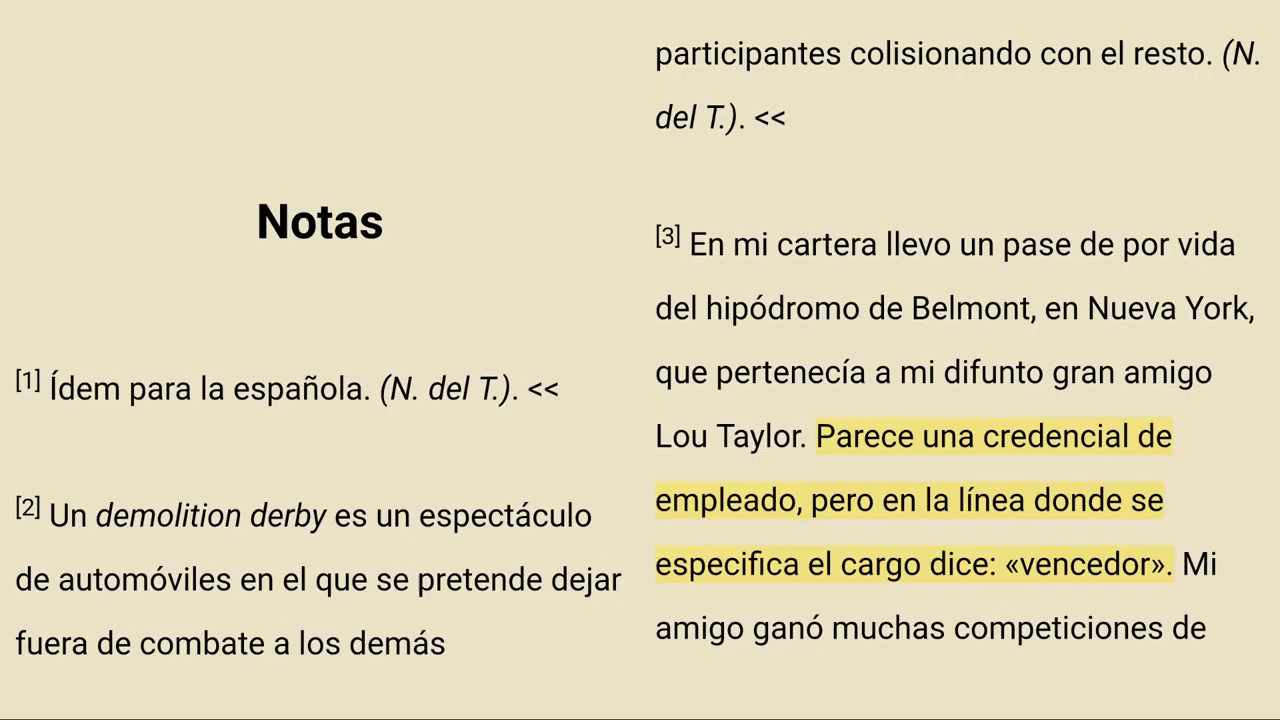 Notas
[1] Ídem para la española. (N. del T.). <<
[2] Un demolition derby es un espectáculo
de automóviles en el que se pretende dejar
fuera de combate a los demás
participantes colisionando con el resto. (N.
del T.). <<
[3] En mi cartera llevo un pase de por vida
del hipódromo de Belmont, en Nueva York,
que pertenecía a mi difunto gran amigo
Lou Taylor. Parece una credencial de
empleado, pero en la línea donde se
especifica el cargo dice: «vencedor». Mi
amigo ganó muchas competiciones de